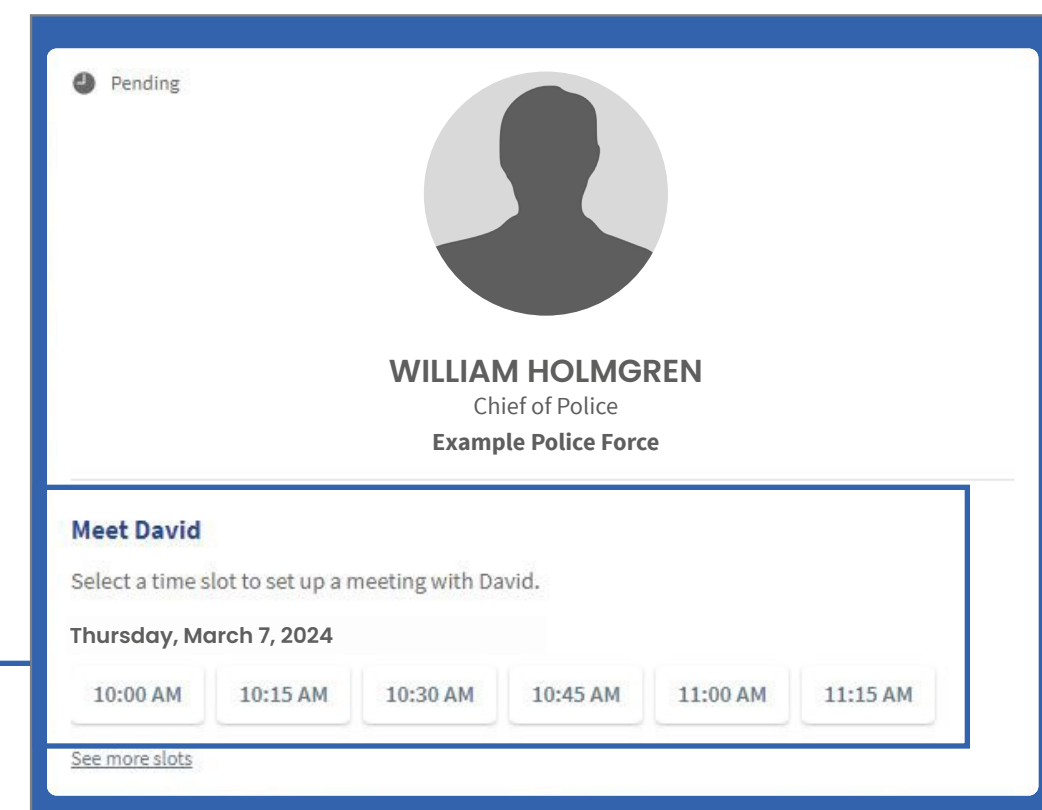 Pending
WILLIAM HOLMGREN
Chief of Police
Example Police Force
Meet David
Select a time slot to set up a meeting with David.
Thursday, March 7, 2024
10:00 AM 10:15 AM 10:30 AM 10:45 AM 11:00 AM 11:15 AM
See more slots